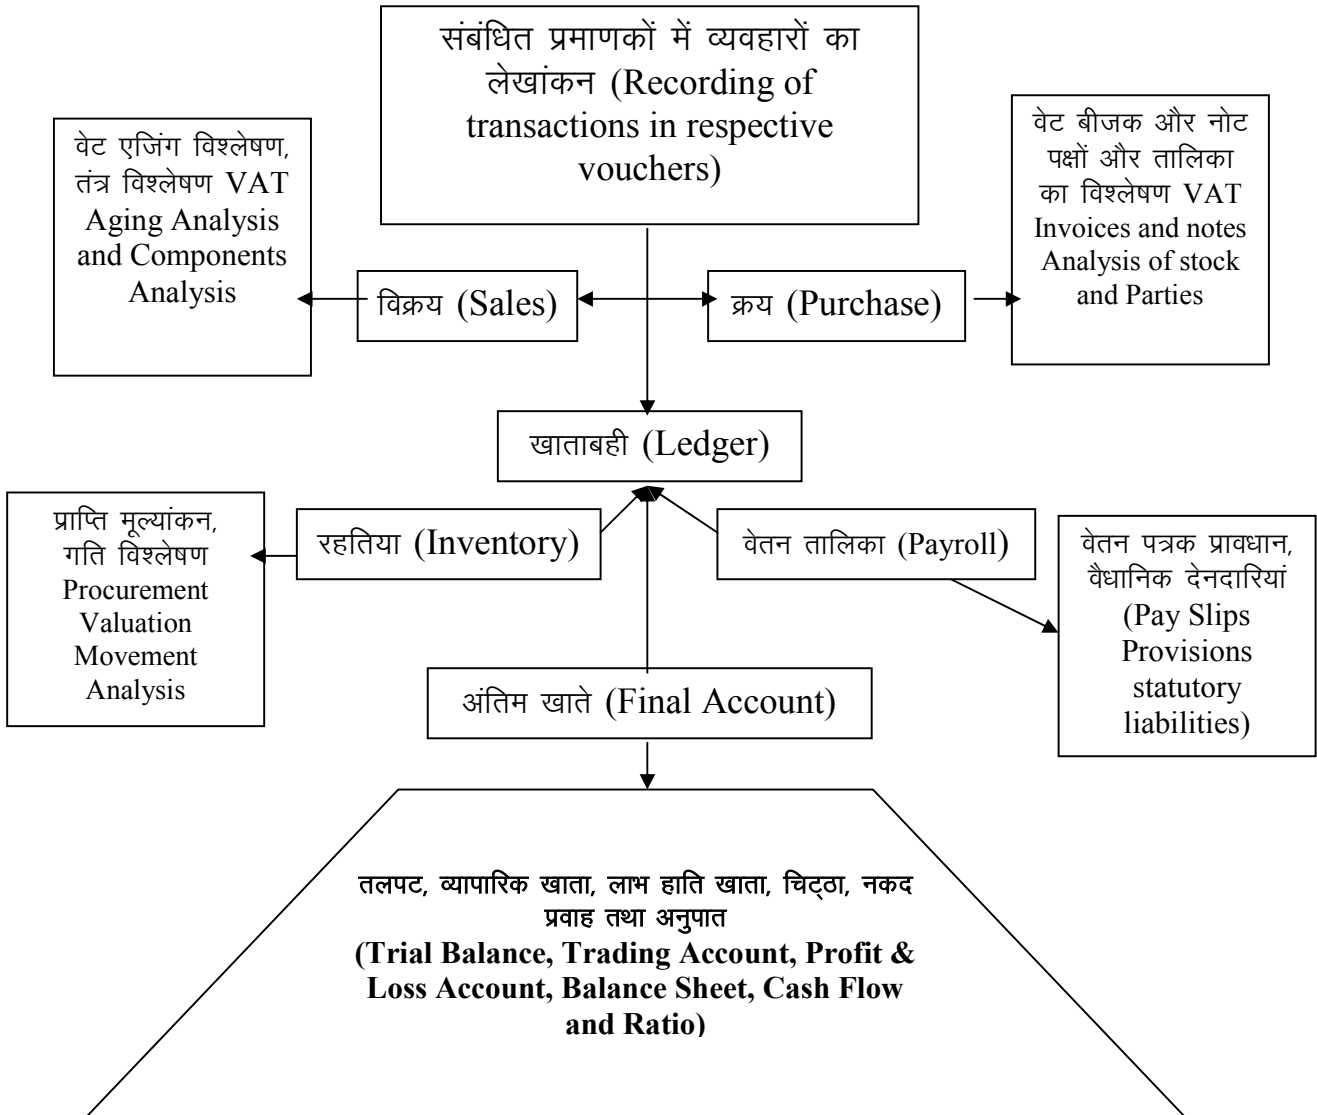 संबंधित प्रमाणकों में व्यवहारों का
लेखांकन (Recording of
transactions in respective
vouchers)
वेट एजिंग विश्लेषण,
तंत्र विश्लेषण VAT
Aging Analysis
and Components
Analysis
वेट बीजक और नोट
पक्षों और तालिका
का विश्लेषण VAT
Invoices and notes
Analysis of stock
and Parties
विक्रय (Sales)
क्रय (Purchase)
खाताबही (Ledger)
प्राप्ति मूल्यांकन,
गति विश्लेषण
Procurement
Valuation
Movement
Analysis
रहतिया (Inventory)
वेतन तालिका (Payroll)
वेतन पत्रक प्रावधान,
वैधानिक देनदारियां
(Pay Slips
Provisions
statutory
liabilities)
अंतिम खाते (Final Account)
तलपट, व्यापारिक खाता, लाभ हाति खाता, चिट्ठा, नकद
प्रवाह तथा अनुपात
(Trial Balance, Trading Account, Profit &
Loss Account, Balance Sheet, Cash Flow
and Ratio)